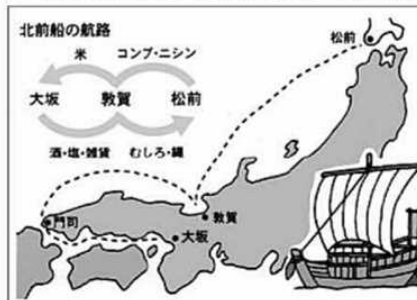 北前船の航路
米 コンブ・ニシン
大坂 敦賀 松前
酒・塩・雑貨 むしろ・縄
松前
門司
敦賀
大坂